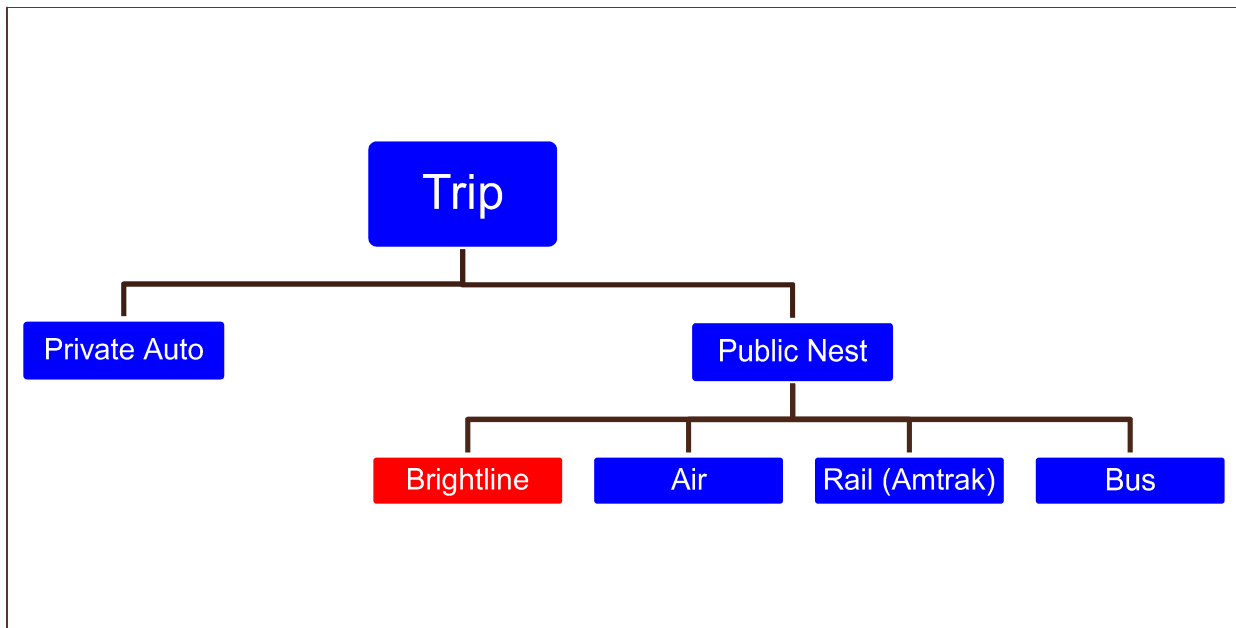 Trip
Private Auto
Public Nest
Brightline
Air
Rail (Amtrak)
Bus